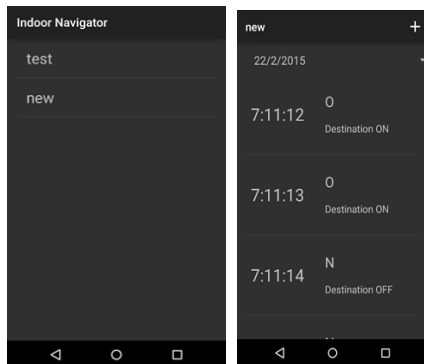 Indoor Navigator
test
new
new +
22/2/2015
7:11:12
O
Destination ON
7:11:13
O
Destination ON
7:11:14
N
Destination OFF